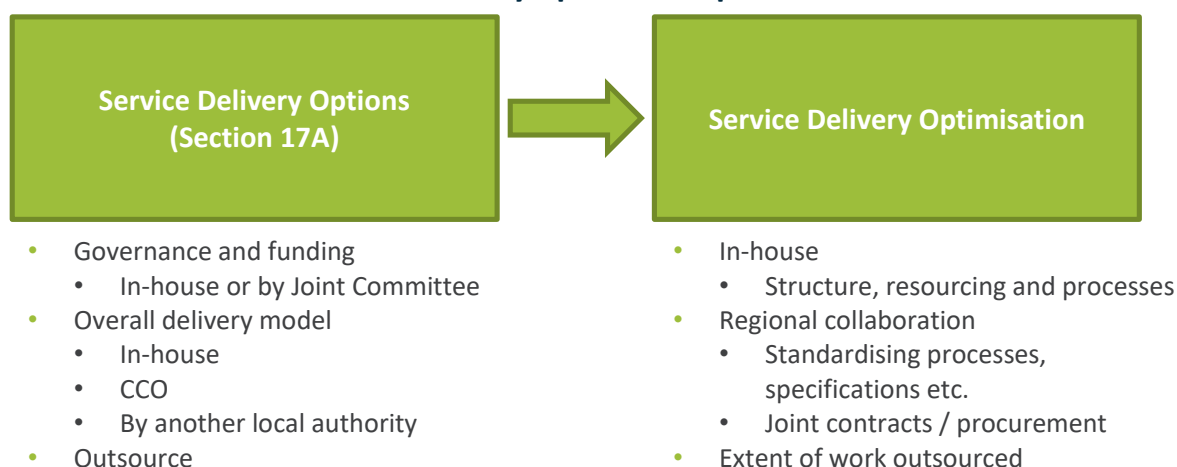 Service Delivery Options
(Section 17A)
• Governance and funding
• In-house or by Joint Committee
• Overall delivery model
• In-house
• CCO
• By another local authority
• Outsource
Service Delivery Optimisation
• In-house
• Structure, resourcing and processes
• Regional collaboration
• Standardising processes,
specifications etc.
• Joint contracts / procurement
• Extent of work outsourced